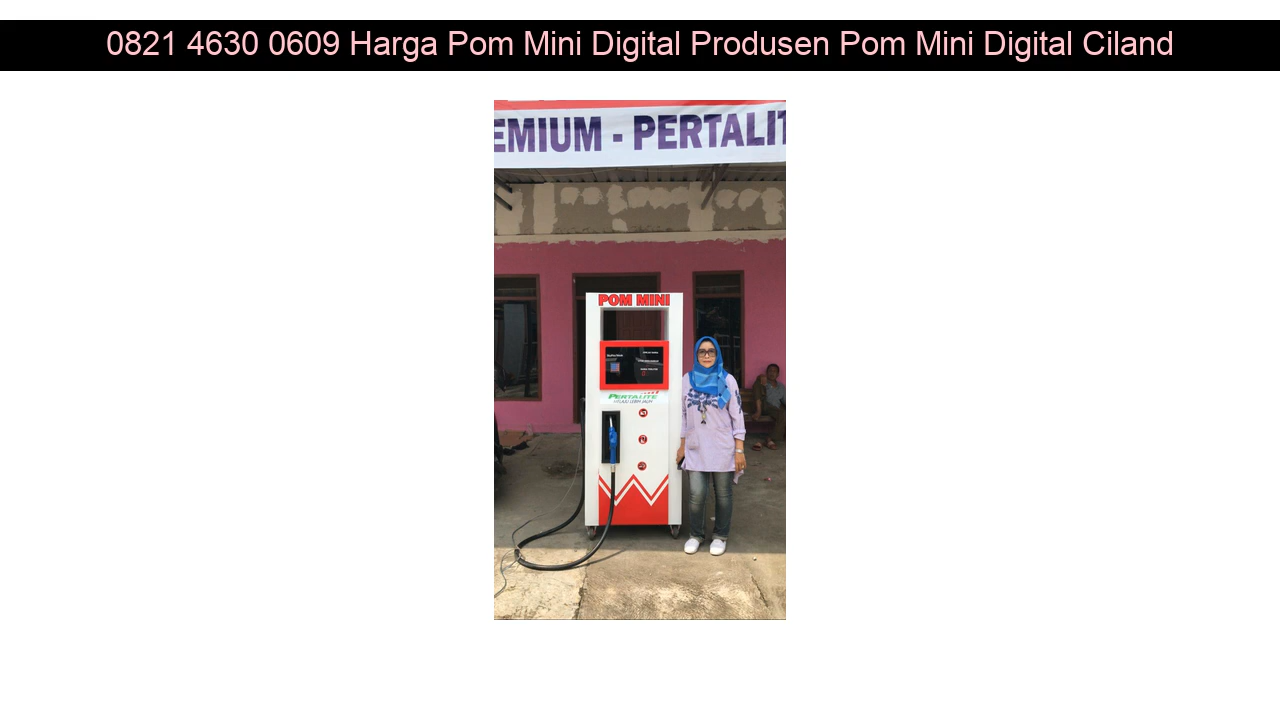 0821 4630 0609 Harga Pom Mini Digital Produsen Pom Mini Digital Ciland
EMIUM - PERTALIT
POM MINI
PERTALITE